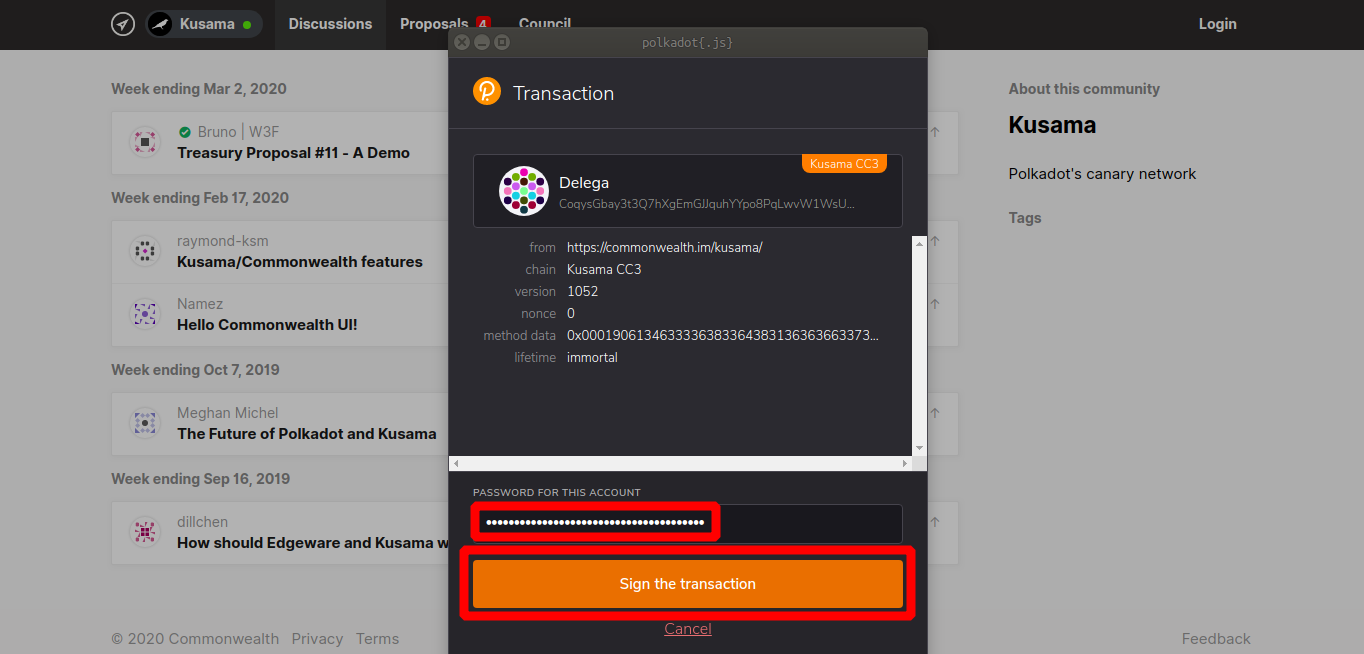 Kusama
Discussions
Proposals 4
Council
Login
polkadot{.js}
Transaction
Kusama CC3
Delega
CoqysGbay3t3Q7hXgEmGJJquhYYpo8PqLwvW1WsU...
from https://commonwealth.im/kusama/
chain Kusama CC3
version 1052
nonce 0
method data 0x000190613463333638336438313636366337​3...
lifetime immortal
PASSWORD FOR THIS ACCOUNT
Sign the transaction
Cancel
Week ending Mar 2, 2020
Bruno | W3F
Treasury Proposal #11 - A Demo
Week ending Feb 17, 2020
raymond-ksm
Kusama/Commonwealth features
Namez
Hello Commonwealth UI!
Week ending Oct 7, 2019
Meghan Michel
The Future of Polkadot and Kusama
Week ending Sep 16, 2019
dillchen
How should Edgeware and Kusama w
About this community
Kusama
Polkadot's canary network
Tags
© 2020 Commonwealth Privacy Terms
Feedback